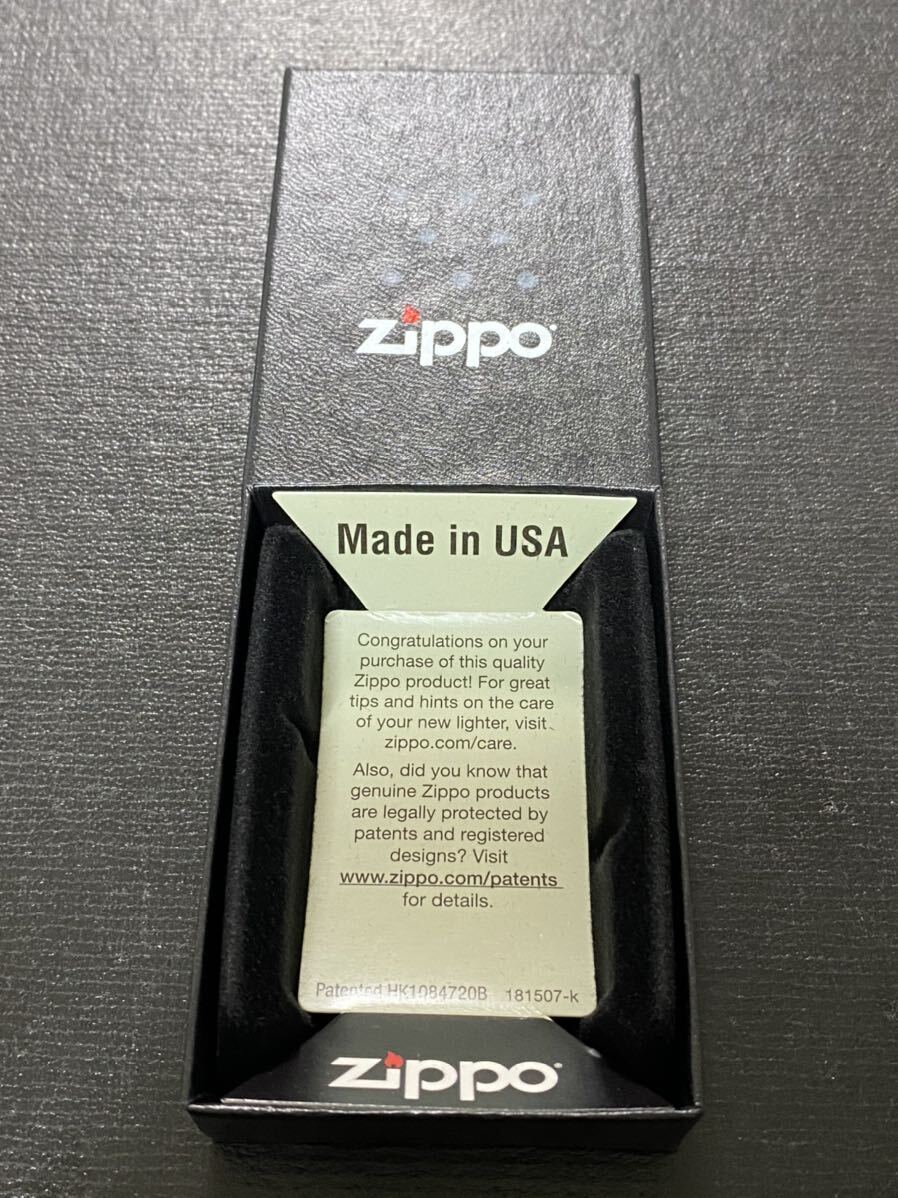 zippo
Made in USA
Congratulations on your
purchase of this quality
Zippo product! For great
tips and hints on the care
of your new lighter, visit
zippo.com/care.
Also, did you know that
genuine Zippo products
are legally protected by
patents and registered
designs? Visit
www.zippo.com/patents
for details.
Patented HK1084720B 181507-k
zippo